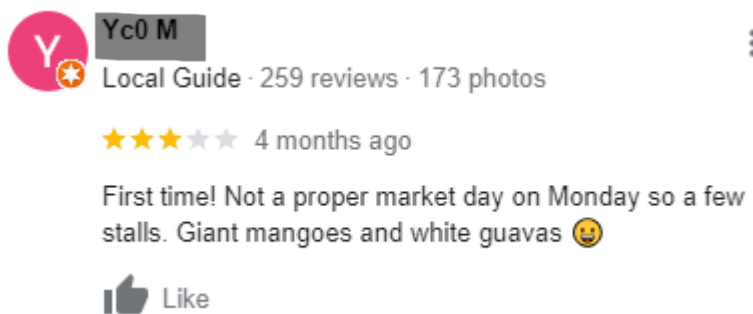 Y
Yc0 M
Local Guide · 259 reviews · 173 photos
4 months ago
First time! Not a proper market day on Monday so a few
stalls. Giant mangoes and white guavas 😀
Like